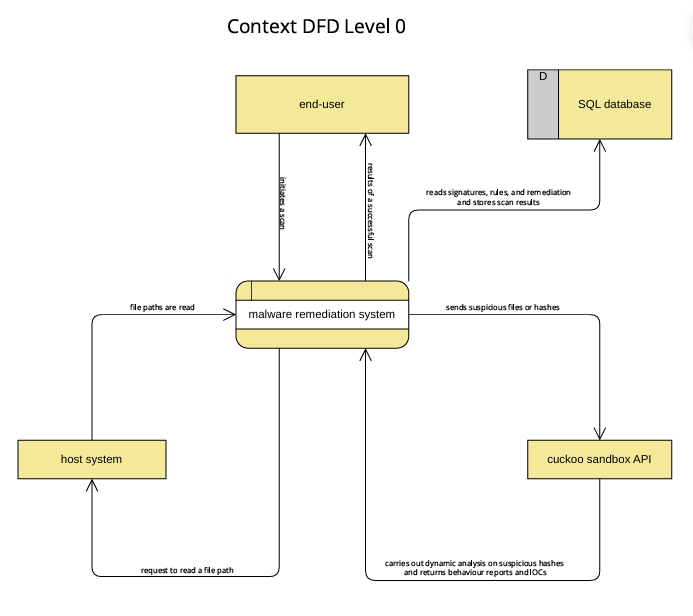 Context DFD Level 0
end-user
D
SQL database
initiates a scan
results of a successful scan
reads signatures, rules, and remediation
and stores scan results
file paths are read
malware remediation system
sends suspicious files or hashes
host system
cuckoo sandbox API
request to read a file path
carries out dynamic analysis on suspicious hashes
and returns behaviour reports and IOCs